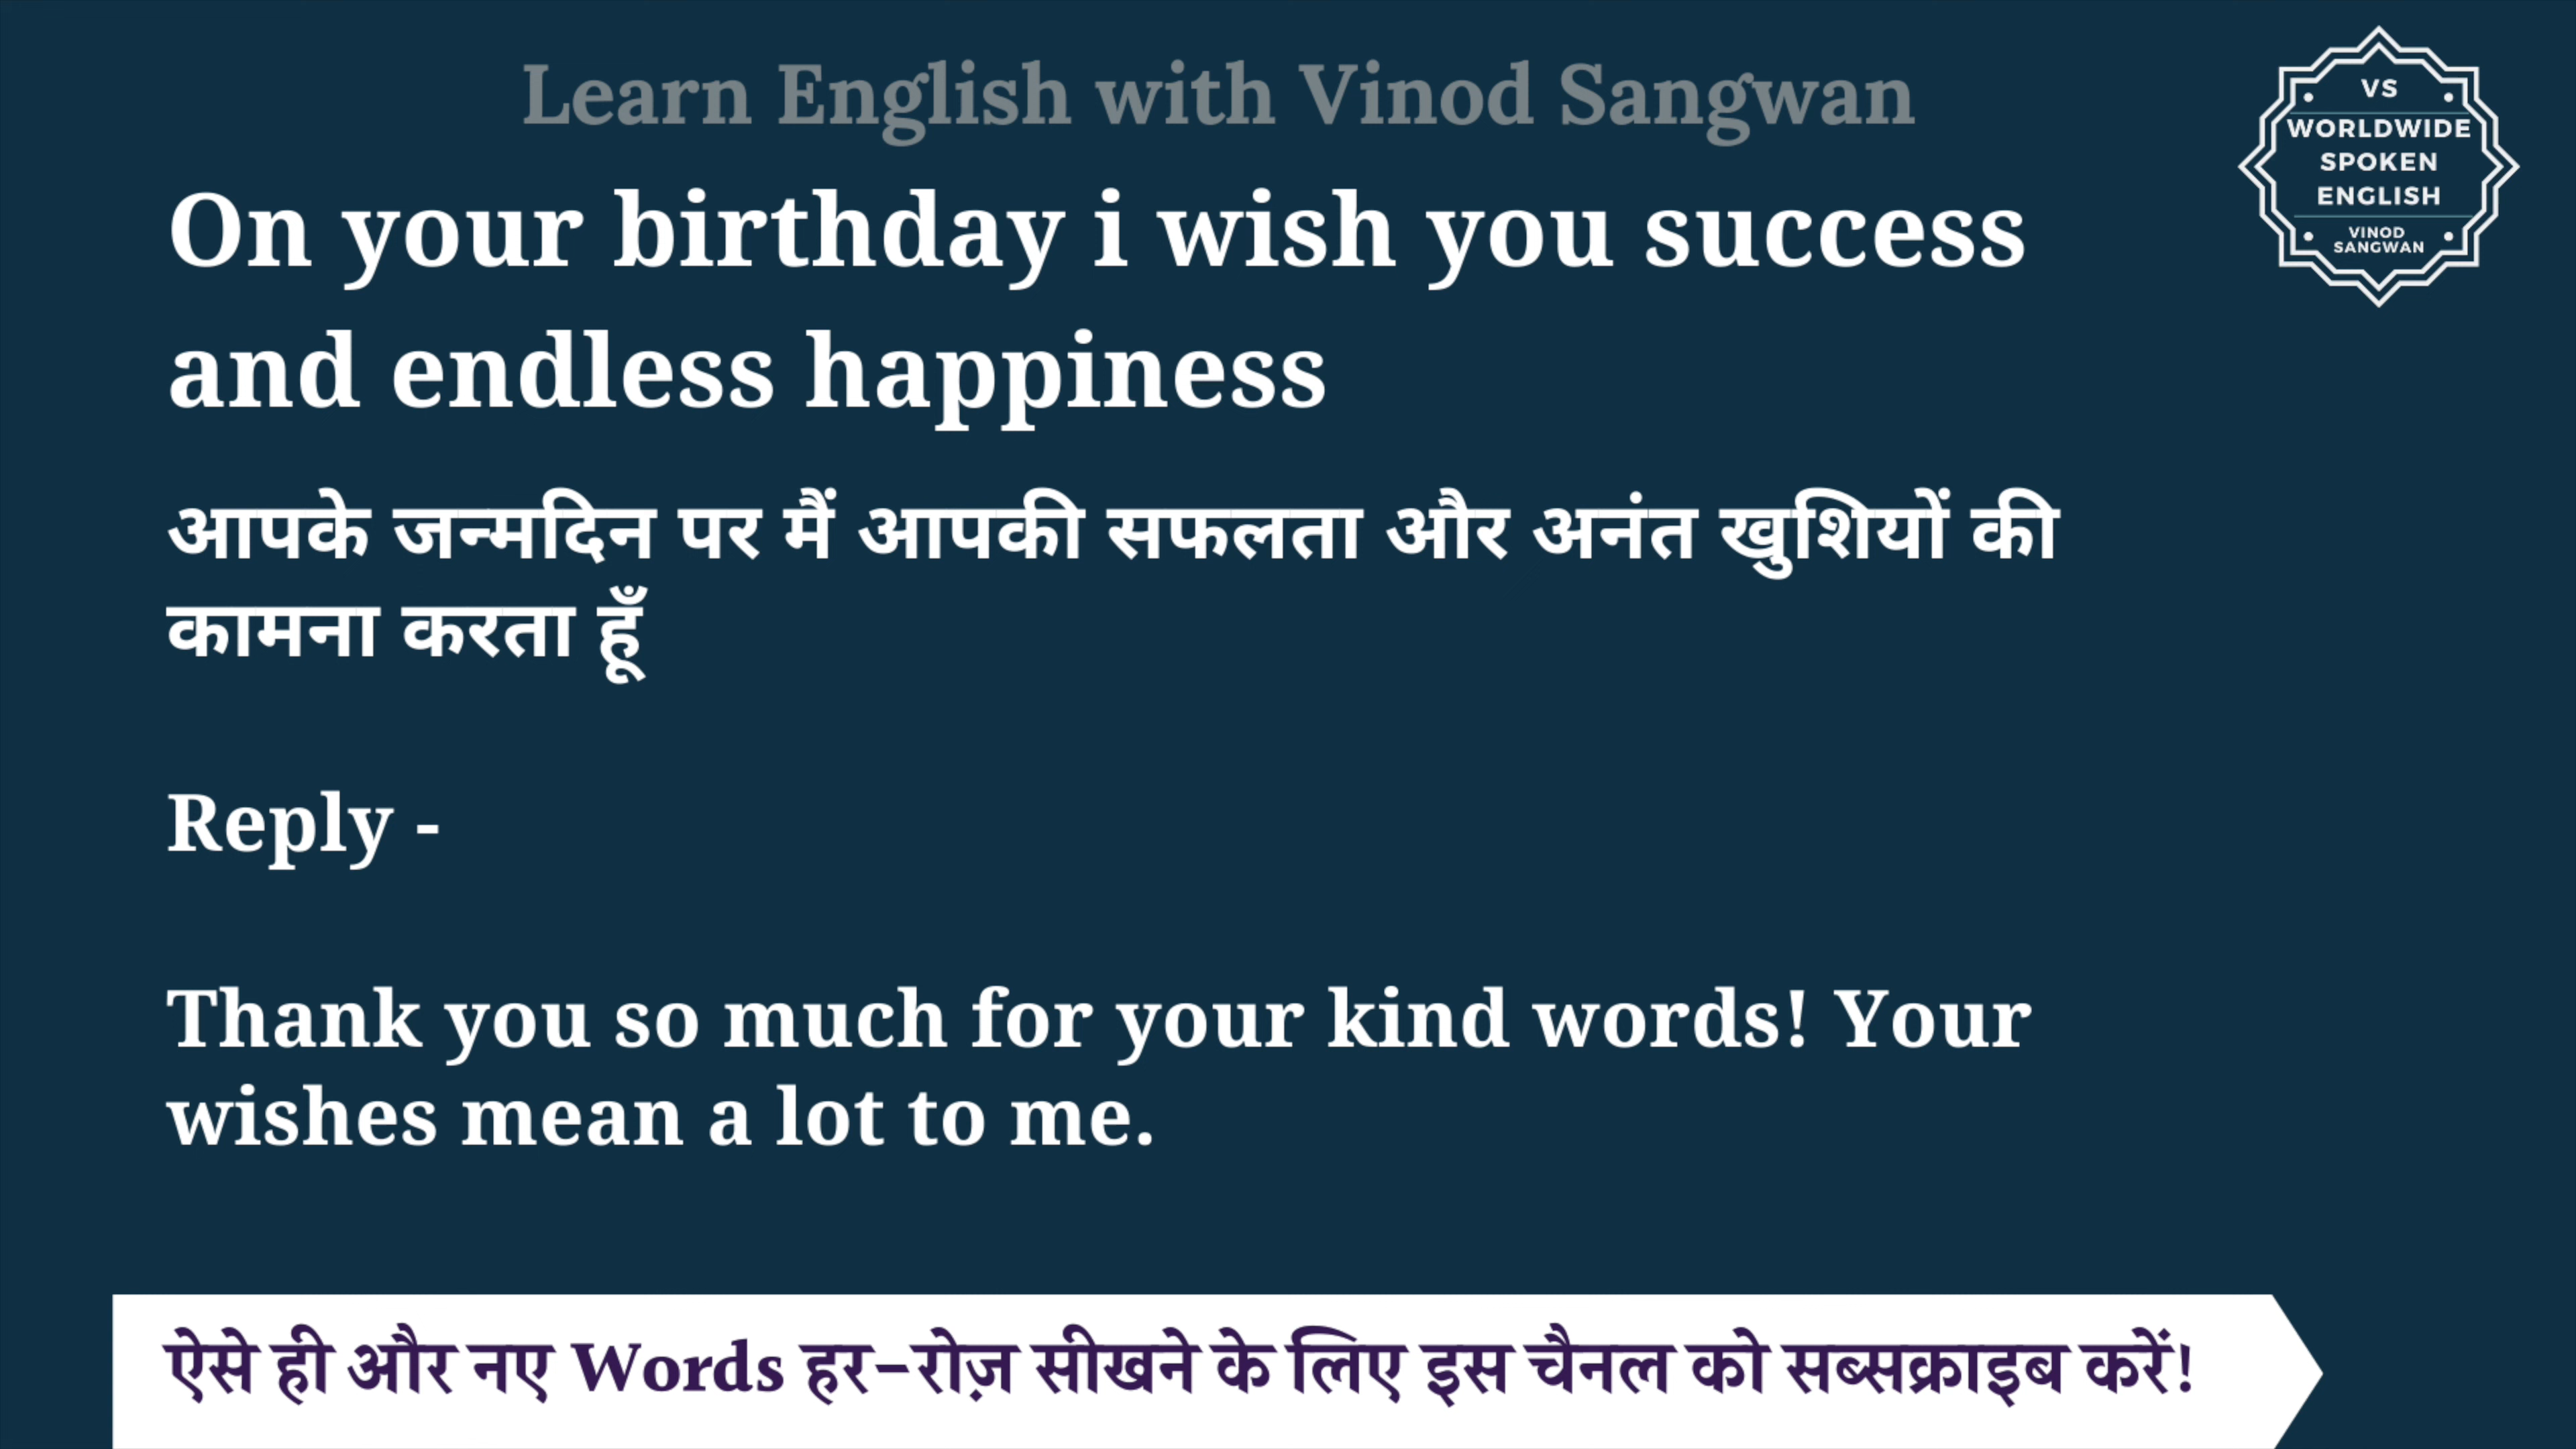 Learn English with Vinod Sangwan
VS
WORLDWIDE
SPOKEN
ENGLISH
VINOD
SANGWAN
On your birthday i wish you success
and endless happiness
आपके जन्मदिन पर मैं आपकी सफलता और अनंत खुशियों की
कामना करता हूँ
Reply -
Thank you so much for your kind words! Your
wishes mean a lot to me.
ऐसे ही और नए Words हर-रोज़ सीखने के लिए इस चैनल को सब्सक्राइब करें!